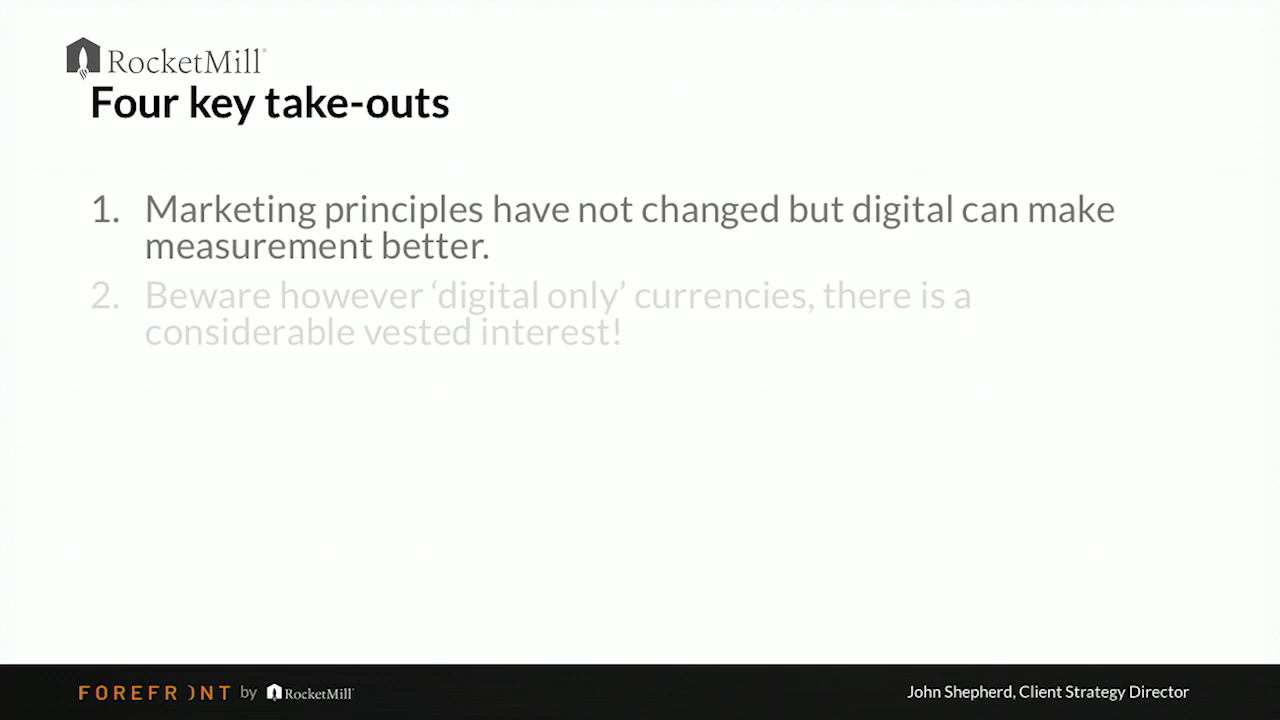 RocketMill®
Four key take-outs
1. Marketing principles have not changed but digital can make
measurement better.
2. Beware however ‘digital only’ currencies, there is a
considerable vested interest!
FOREFRONT by RocketMill
John Shepherd, Client Strategy Director